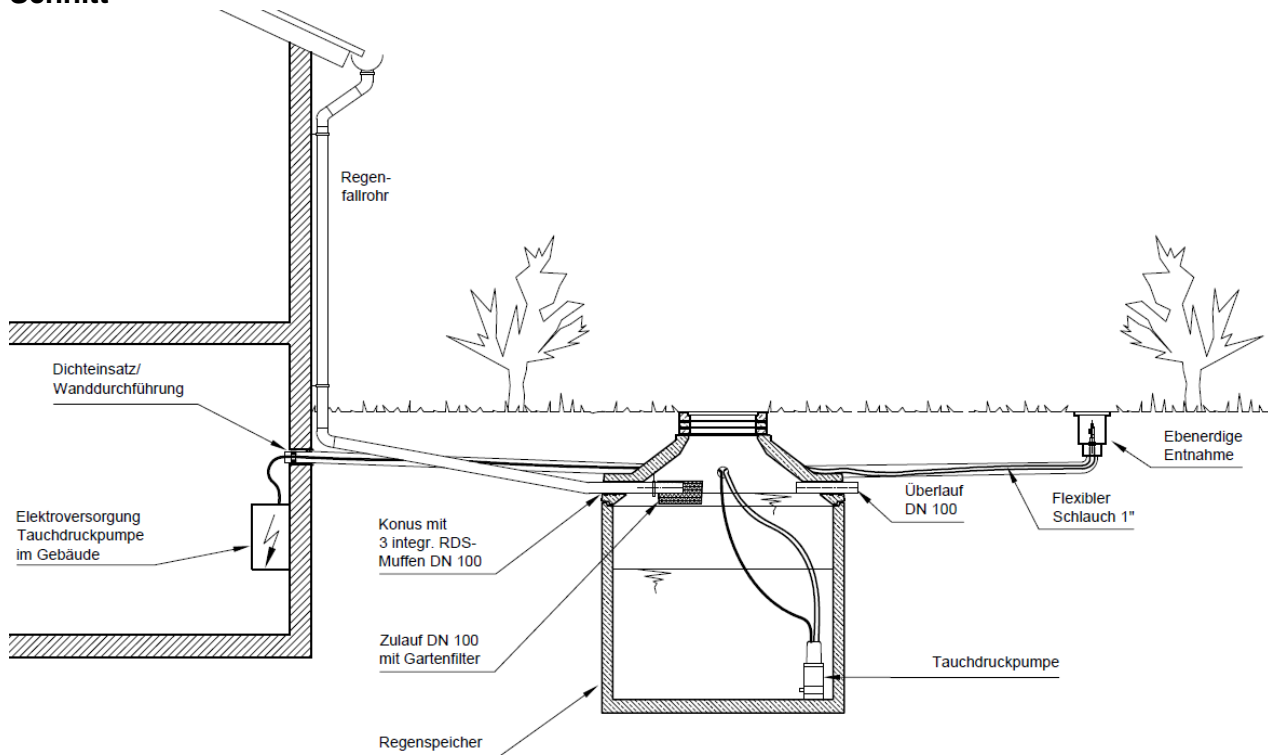 Schnitt
Regen-
fallrohr
Dichteinsatz/
Wanddurchführung
Ebenerdige
Entnahme
Elektroversorgung
Tauchdruckpumpe
im Gebäude
Konus mit
3 integr. RDS-
Muffen DN 100
Überlauf
DN 100
Flexibler
Schlauch 1"
Zulauf DN 100
mit Gartenfilter
Tauchdruckpumpe
Regenspeicher